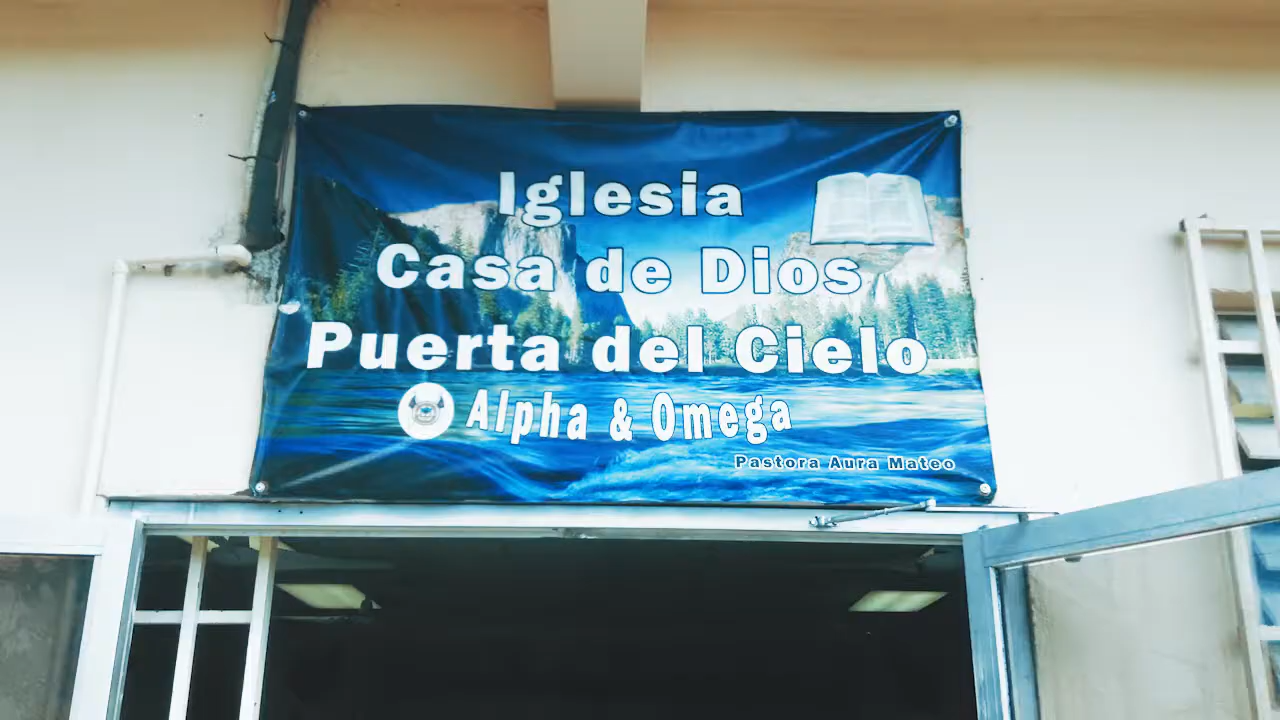 Iglesia
Casa de Dios
Puerta del Cielo
Alpha & Omega
Pastora Aura Mateo